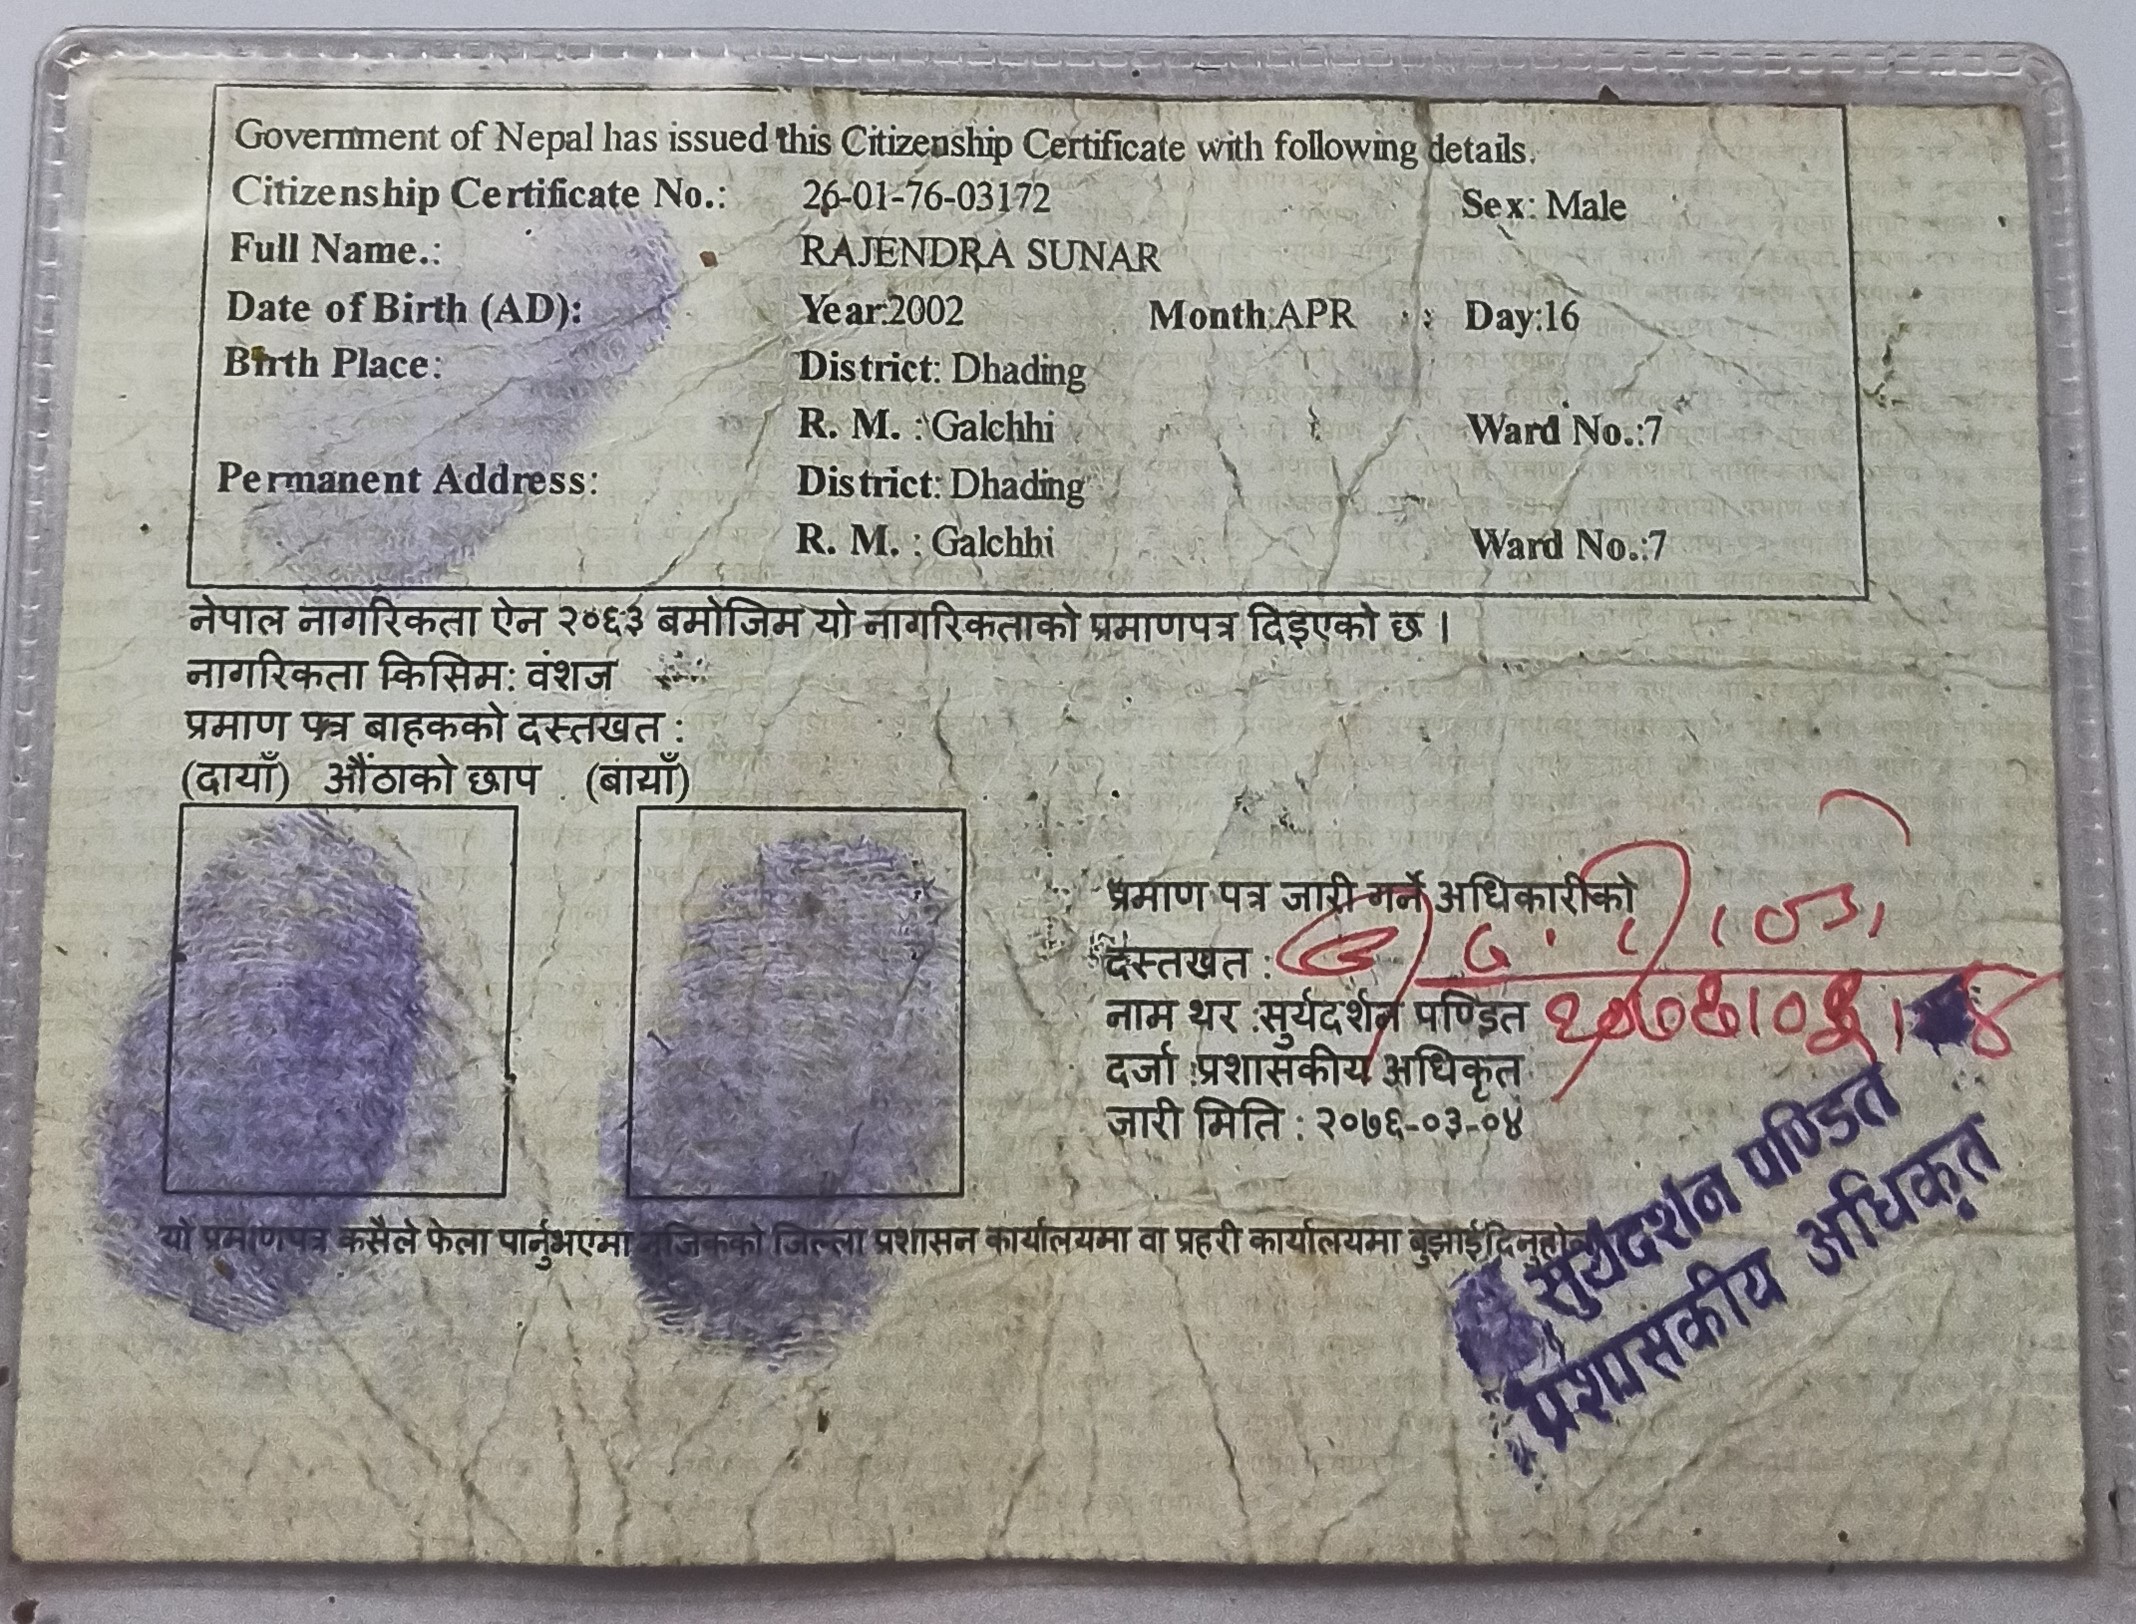 Government of Nepal has issued this Citizenship Certificate with following details.
Citizenship Certificate No.: 26-01-76-03172 Sex: Male
Full Name.: RAJENDRA SUNAR
Date of Birth (AD): Year:2002 Month:APR Day:16
Birth Place: District: Dhading
R. M. : Galchhi Ward No.:7
Permanent Address: District: Dhading
R. M. : Galchhi Ward No.:7
नेपाल नागरिकता ऐन २०६३ बमोजिम यो नागरिकताको प्रमाणपत्र दिइएको छ ।
नागरिकता किसिम: वंशज
प्रमाण पत्र बाहकको दस्तखत :
(दायाँ) औंठाको छाप (बायाँ)
प्रमाण पत्र जारी गर्ने अधिकारीको
दस्तखत :
नाम थर :सुर्यदर्शन पण्डित
दर्जा :प्रशासकीय अधिकृत
जारी मिति : २०७६-०३-०४
यो प्रमाणपत्र कसैले फेला पार्नुभएमा नजिकको जिल्ला प्रशासन कार्यालयमा वा प्रहरी कार्यालयमा बुझाईदिनुहोला
सुर्यदर्शन पण्डित
प्रशासकीय अधिकृत